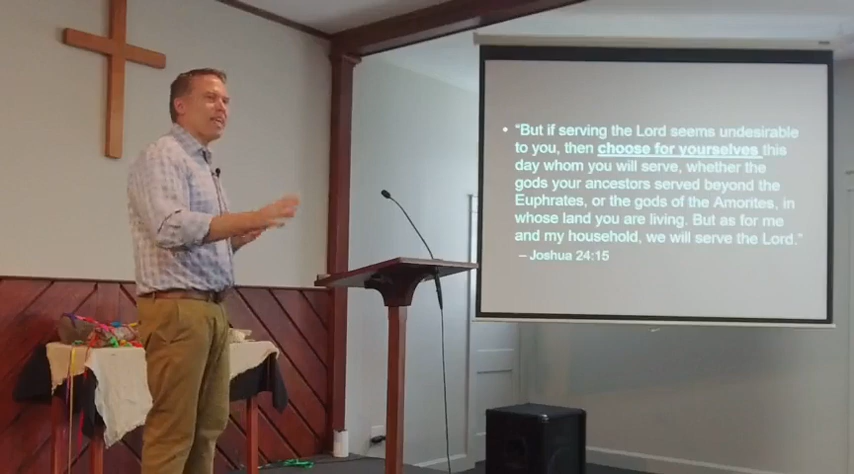 • “But if serving the Lord seems undesirable
to you, then choose for yourselves this
day whom you will serve, whether the
gods your ancestors served beyond the
Euphrates, or the gods of the Amorites, in
whose land you are living. But as for me
and my household, we will serve the Lord.”
– Joshua 24:15